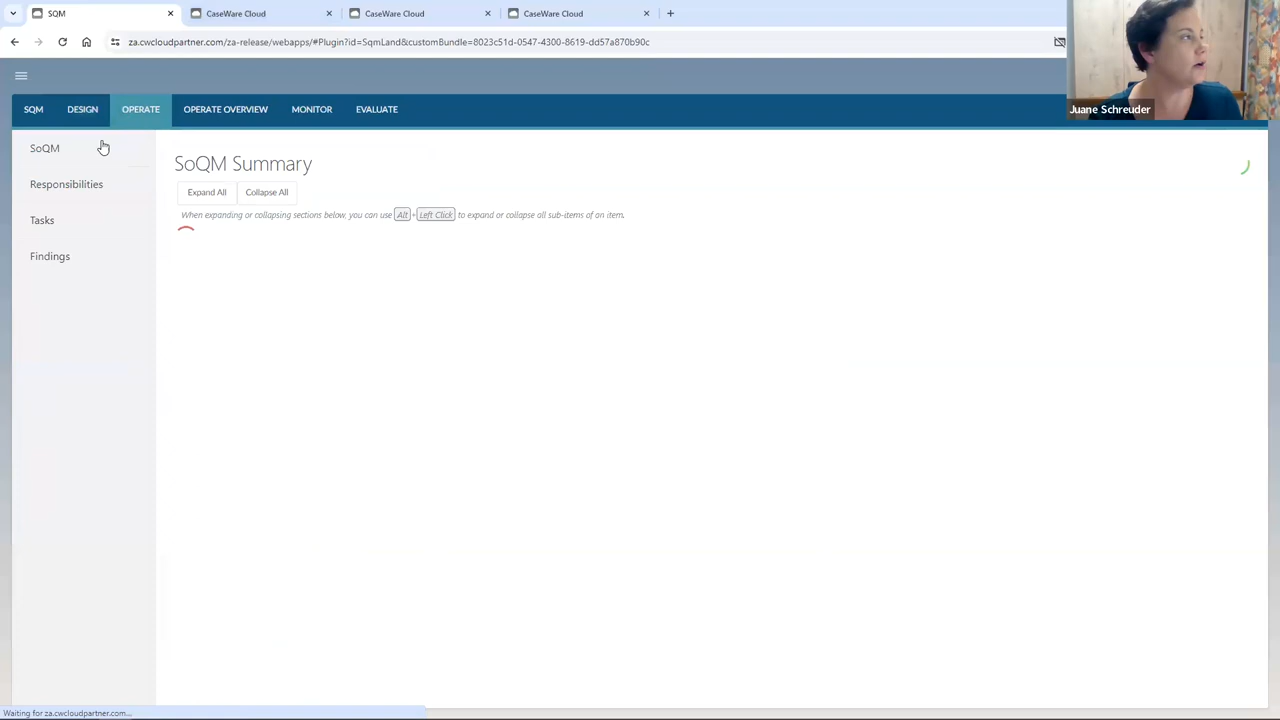 SQM
CaseWare Cloud
CaseWare Cloud
CaseWare Cloud
za.cwcloudpartner.com/za-release/webapps/#Plugin?id=SqmLand&customBundle=8023c51d-0547-4300-8619-dd57a870b90c
Juane Schreuder
SQM
DESIGN
OPERATE
OPERATE OVERVIEW
MONITOR
EVALUATE
SoQM
Responsibilities
Tasks
Findings
SoQM Summary
Expand All
Collapse All
When expanding or collapsing sections below, you can use Alt + Left Click to expand or collapse all sub-items of an item.
Waiting for za.cwcloudpartner.com...